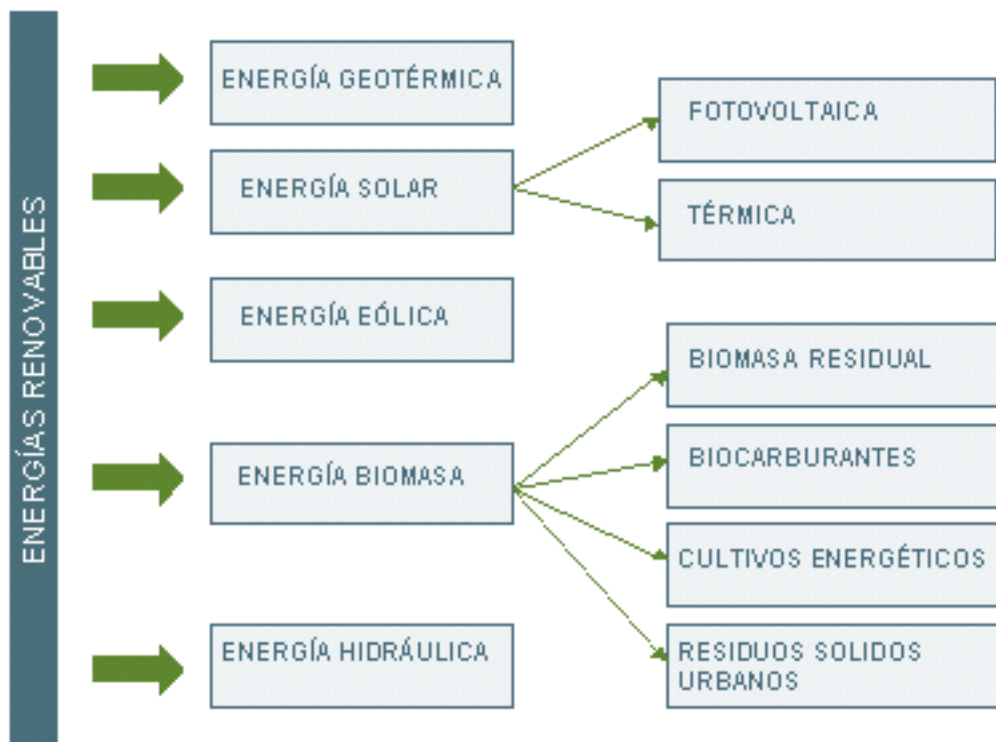 ENERGÍAS RENOVABLES
ENERGÍA GEOTÉRMICA
ENERGÍA SOLAR
FOTOVOLTAICA
TÉRMICA
ENERGÍA EÓLICA
ENERGÍA BIOMASA
BIOMASA RESIDUAL
BIOCARBURANTES
CULTIVOS ENERGÉTICOS
RESIDUOS SOLIDOS
URBANOS
ENERGÍA HIDRÁULICA